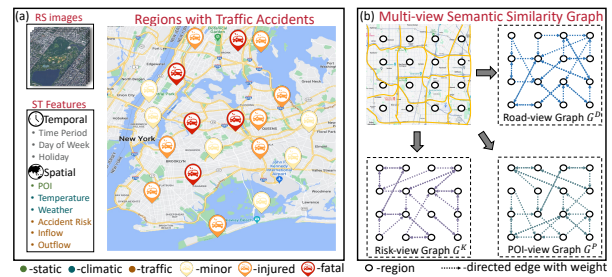 (a)
RS images
Regions with Traffic Accidents
ST Features
Temporal
• Time Period
• Day of Week
• Holiday
Spatial
• POI
• Temperature
• Weather
• Accident Risk
• Inflow
• Outflow
New York
BROOKLYN
QUEENS
-static
-climatic
-traffic
-minor
-injured
-fatal
(b)
Multi-view Semantic Similarity Graph
Road-view Graph G^D
Risk-view Graph G^K
POI-view Graph G^P
-region
-directed edge with weight